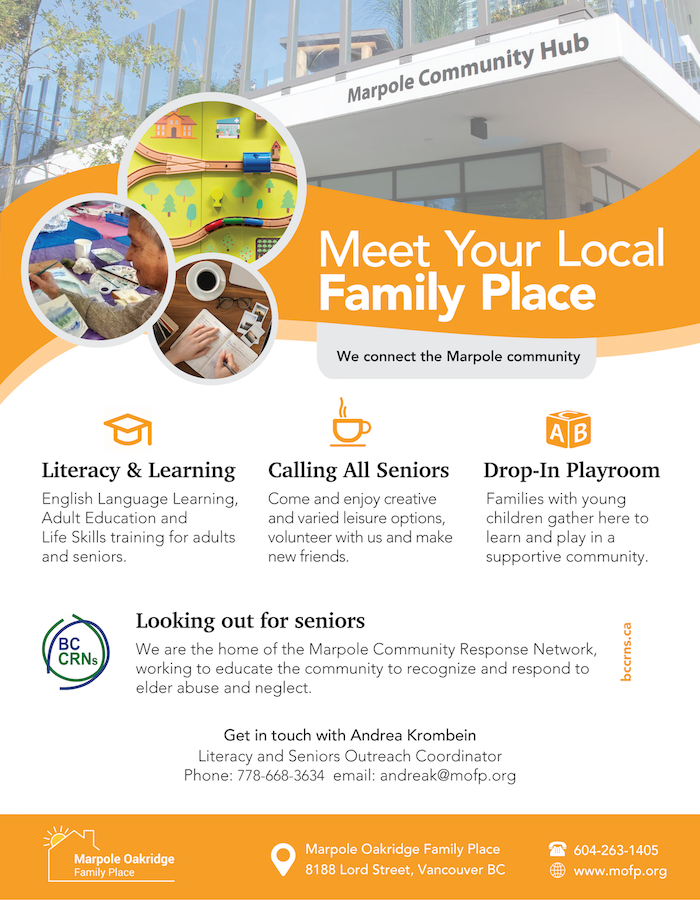 Marpole Community Hub
Meet Your Local
Family Place
We connect the Marpole community
Literacy & Learning
English Language Learning,
Adult Education and
Life Skills training for adults
and seniors.
Calling All Seniors
Come and enjoy creative
and varied leisure options,
volunteer with us and make
new friends.
A B
Drop-In Playroom
Families with young
children gather here to
learn and play in a
supportive community.
BC
CRNs
Looking out for seniors
We are the home of the Marpole Community Response Network,
working to educate the community to recognize and respond to
elder abuse and neglect.
bccrns.ca
Get in touch with Andrea Krombein
Literacy and Seniors Outreach Coordinator
Phone: 778-668-3634 email: andreak@mofp.org
Marpole Oakridge
Family Place
Marpole Oakridge Family Place
8188 Lord Street, Vancouver BC
604-263-1405
www.mofp.org